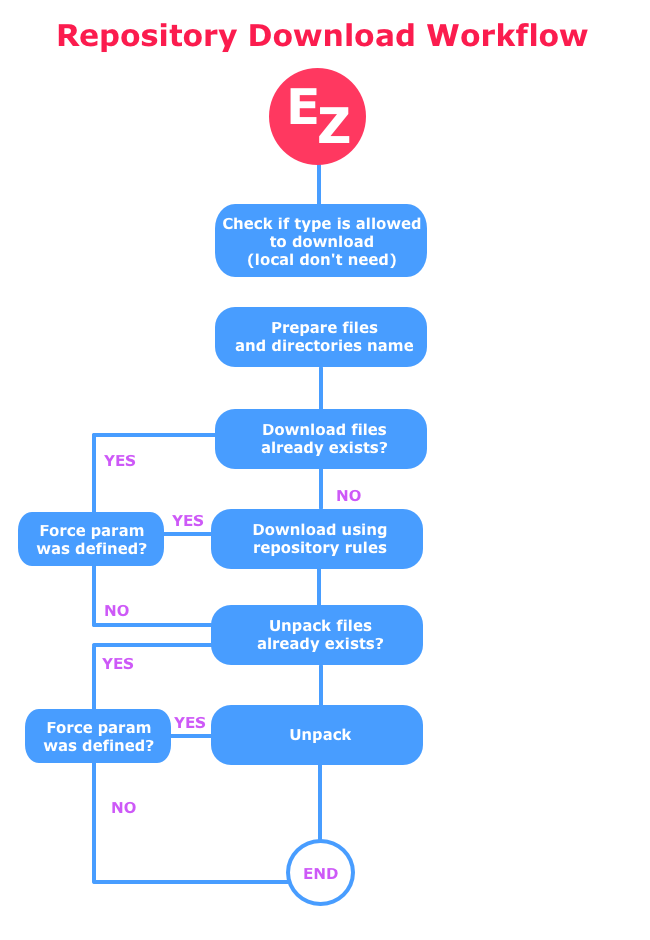 Repository Download Workflow
EZ
Check if type is allowed
to download
(local don't need)
Prepare files
and directories name
Download files
already exists?
YES
NO
Force param
was defined?
YES
Download using
repository rules
NO
Unpack files
already exists?
YES
Force param
was defined?
YES
Unpack
NO
END